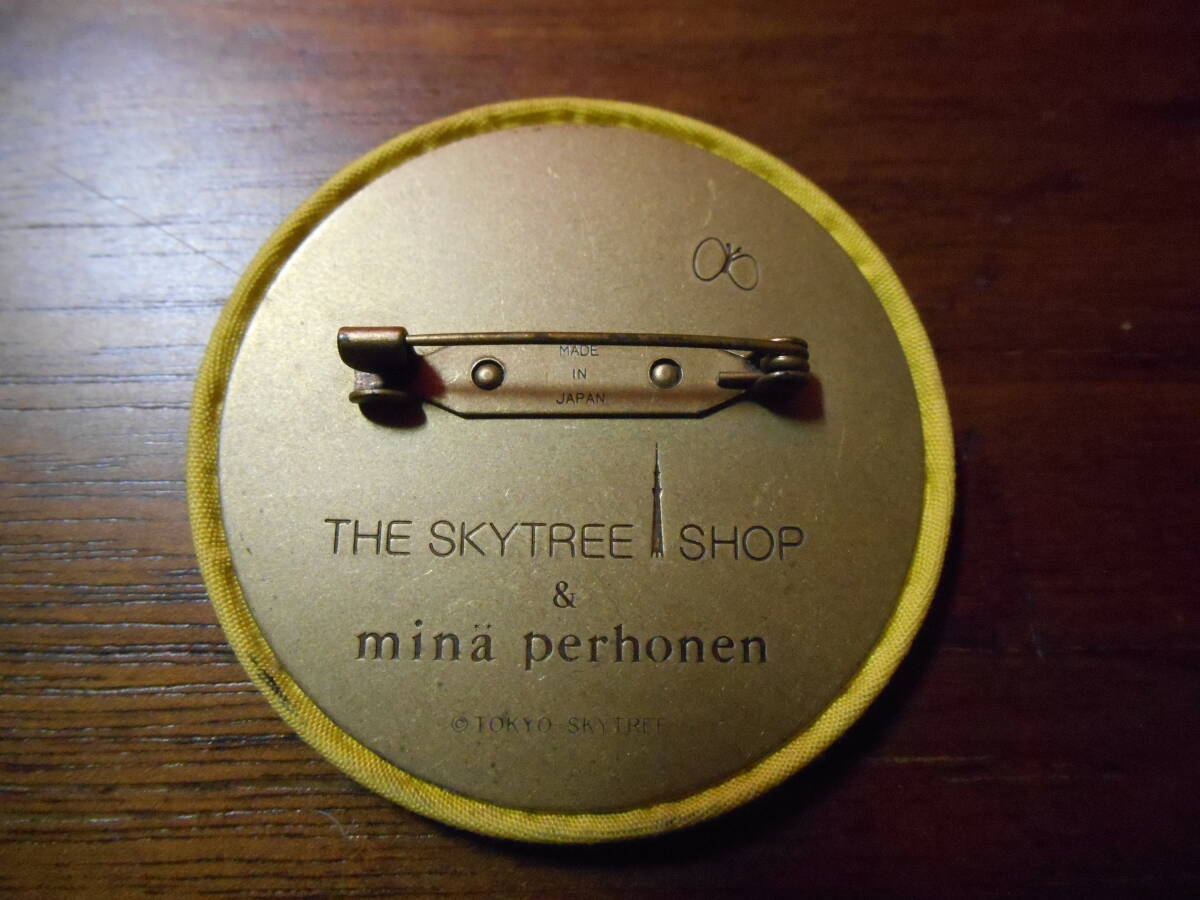 MADE
IN
JAPAN
THE SKYTREE SHOP
&
minä perhonen
©TOKYO-SKYTREE